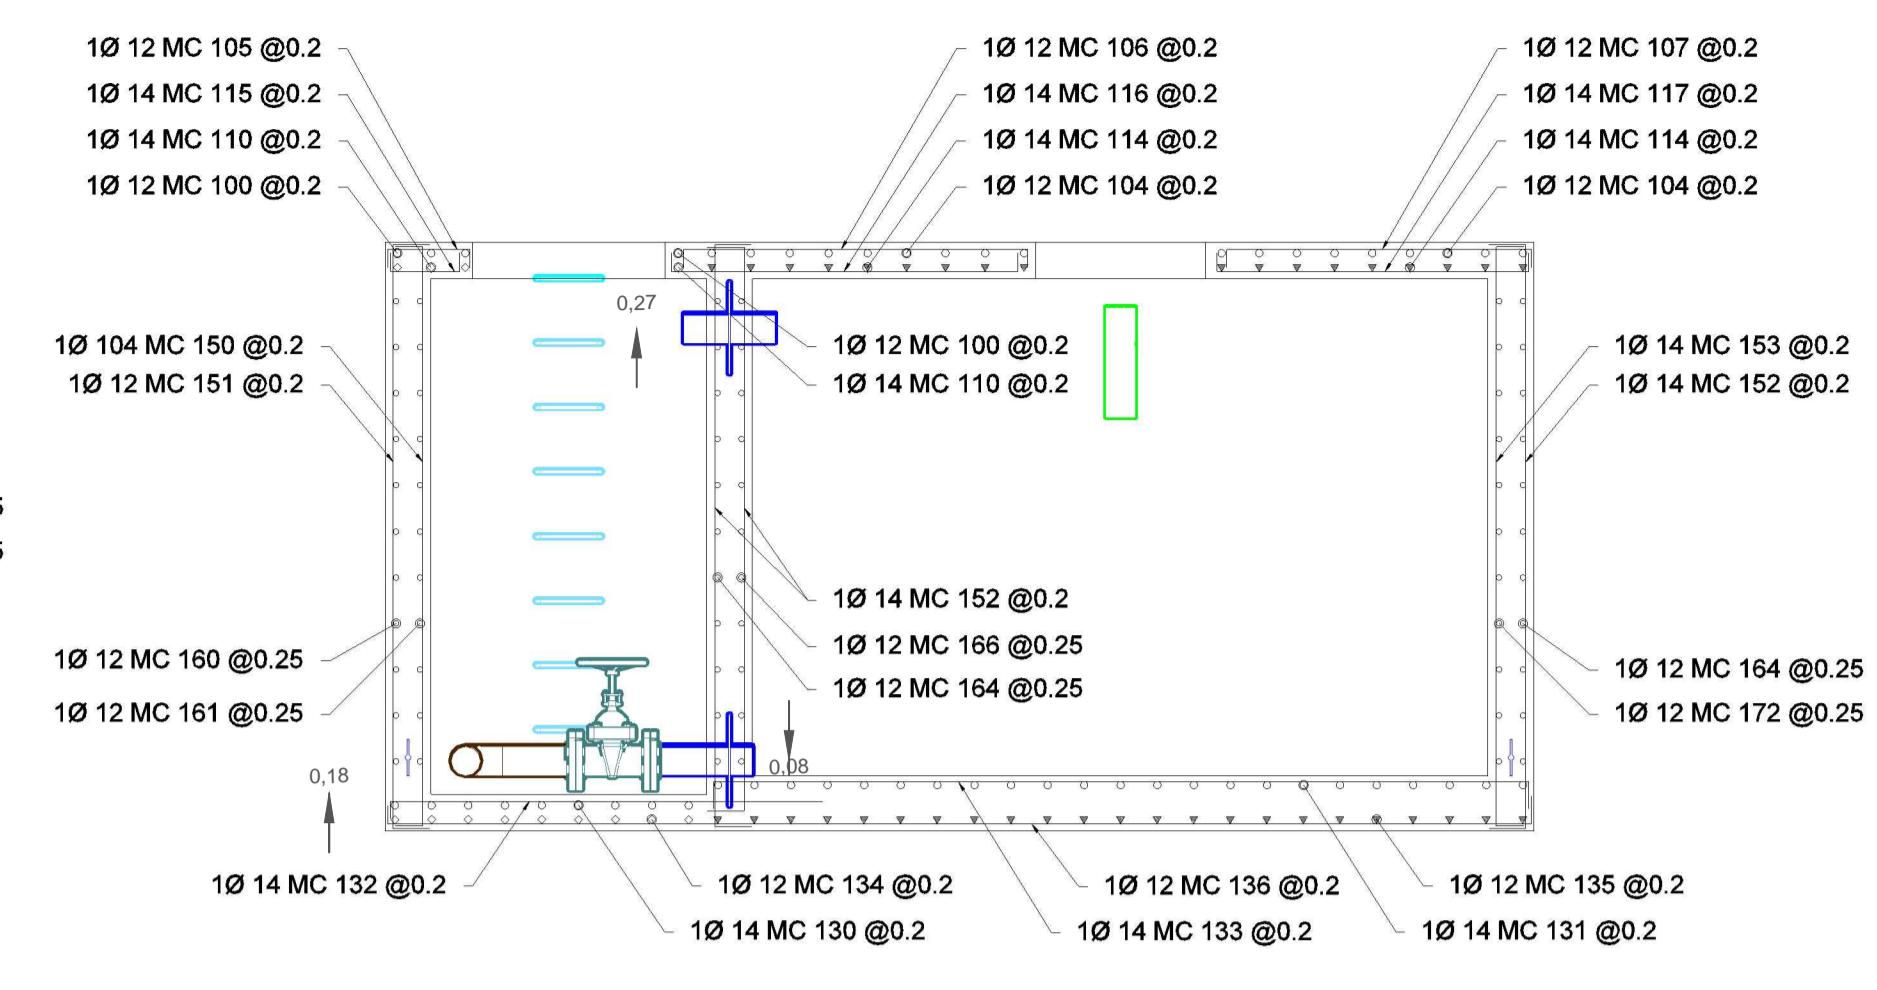 1Ø 12 MC 105 @0.2
1Ø 14 MC 115 @0.2
1Ø 14 MC 110 @0.2
1Ø 12 MC 100 @0.2
1Ø 12 MC 106 @0.2
1Ø 14 MC 116 @0.2
1Ø 14 MC 114 @0.2
1Ø 12 MC 104 @0.2
1Ø 12 MC 107 @0.2
1Ø 14 MC 117 @0.2
1Ø 14 MC 114 @0.2
1Ø 12 MC 104 @0.2
0,27
1Ø 104 MC 150 @0.2
1Ø 12 MC 151 @0.2
1Ø 12 MC 100 @0.2
1Ø 14 MC 110 @0.2
1Ø 14 MC 153 @0.2
1Ø 14 MC 152 @0.2
5
5
1Ø 14 MC 152 @0.2
1Ø 12 MC 166 @0.25
1Ø 12 MC 164 @0.25
1Ø 12 MC 160 @0.25
1Ø 12 MC 161 @0.25
1Ø 12 MC 164 @0.25
1Ø 12 MC 172 @0.25
0,18
0,08
1Ø 14 MC 132 @0.2
1Ø 12 MC 134 @0.2
1Ø 14 MC 130 @0.2
1Ø 12 MC 136 @0.2
1Ø 14 MC 133 @0.2
1Ø 12 MC 135 @0.2
1Ø 14 MC 131 @0.2